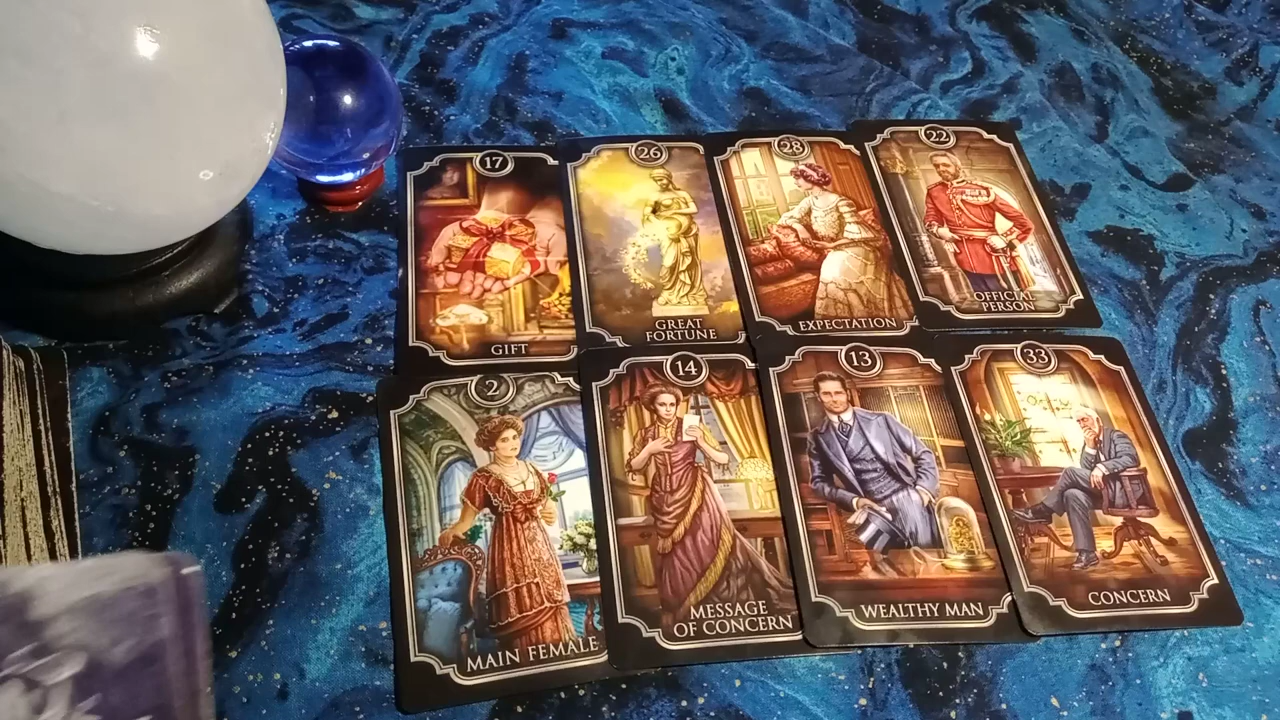 17
GIFT
26
GREAT
FORTUNE
28
EXPECTATION
22
OFFICIAL
PERSON
2
MAIN FEMALE
14
MESSAGE
OF CONCERN
13
WEALTHY MAN
33
CONCERN